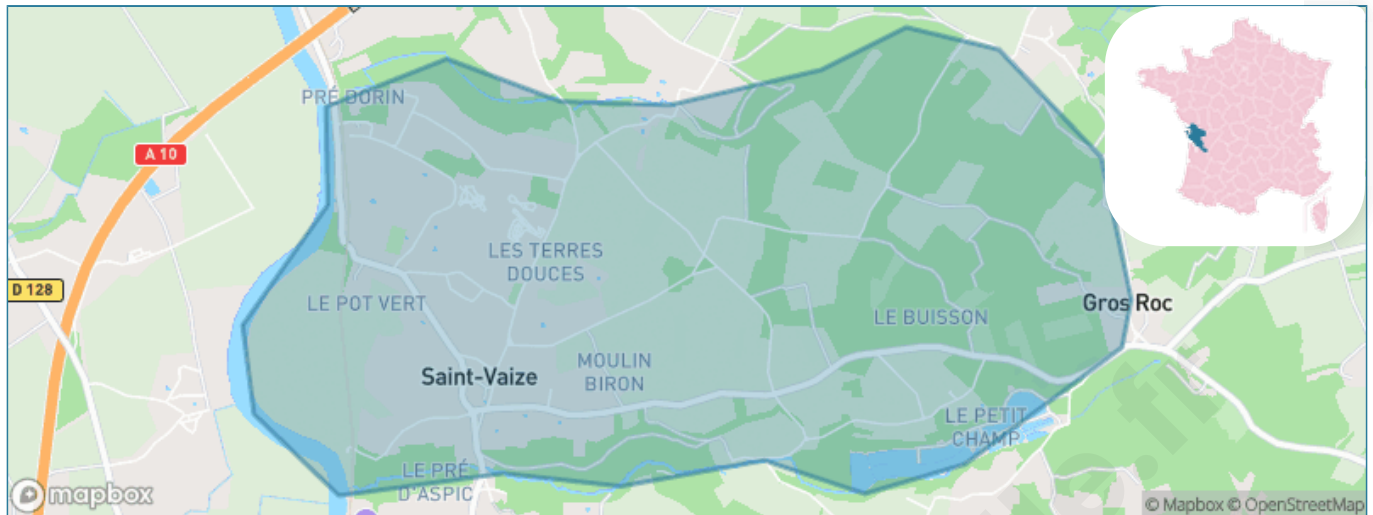 PRÉ DORIN
A 10
LES TERRES
DOUCES
D 128
LE POT VERT
Gros Roc
LE BUISSON
MOULIN
BIRON
Saint-Vaize
LE PETIT
CHAMP
LE PRÉ
D'ASPIC
mapbox
© Mapbox © OpenStreetMap